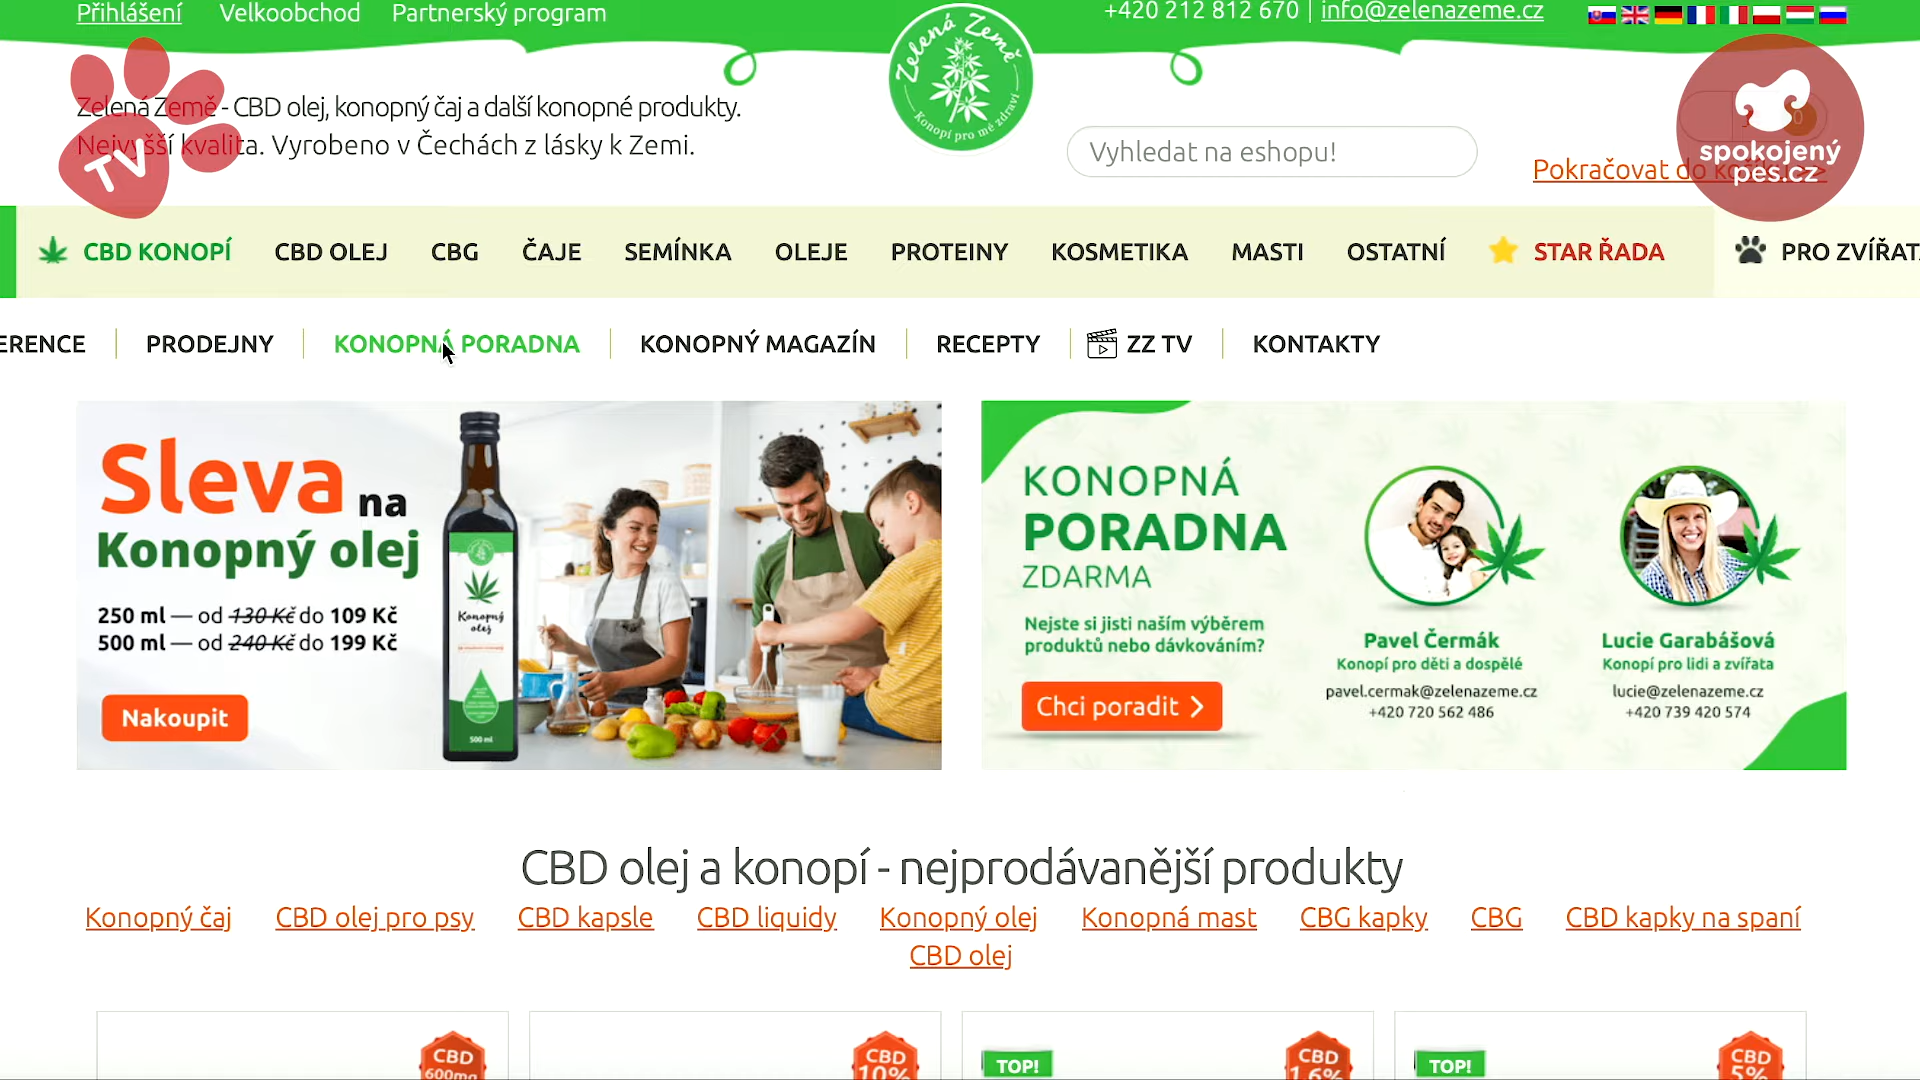 Přihlášení Velkoobchod Partnerský program
+420 212 812 670 | info@zelenazeme.cz
Zelená Země
Konopí pro mé zdraví
Zelená Země - CBD olej, konopný čaj a další konopné produkty.
Nejvyšší kvalita. Vyrobeno v Čechách z lásky k Zemi.
TV
Vyhledat na eshopu!
Pokračovat do
spokojený
pes.cz
CBD KONOPÍ CBD OLEJ CBG ČAJE SEMÍNKA OLEJE PROTEINY KOSMETIKA MASTI OSTATNÍ STAR ŘADA PRO ZVÍŘAT
ERENCE PRODEJNY KONOPNÁ PORADNA KONOPNÝ MAGAZÍN RECEPTY ZZ TV KONTAKTY
Sleva na
Konopný olej
250 ml — od 130 Kč do 109 Kč
500 ml — od 240 Kč do 199 Kč
Nakoupit
Konopný
olej
500 ml
KONOPNÁ
PORADNA
ZDARMA
Nejste si jisti naším výběrem
produktů nebo dávkováním?
Chci poradit
Pavel Čermák
Konopí pro děti a dospělé
pavel.cermak@zelenazeme.cz
+420 720 562 486
Lucie Garabášová
Konopí pro lidi a zvířata
lucie@zelenazeme.cz
+420 739 420 574
CBD olej a konopí - nejprodávanější produkty
Konopný čaj CBD olej pro psy CBD kapsle CBD liquidy Konopný olej Konopná mast CBG kapky CBG CBD kapky na spaní
CBD olej
CBD
600mg
CBD
10%
TOP!
CBD
1,6%
TOP!
CBD
5%